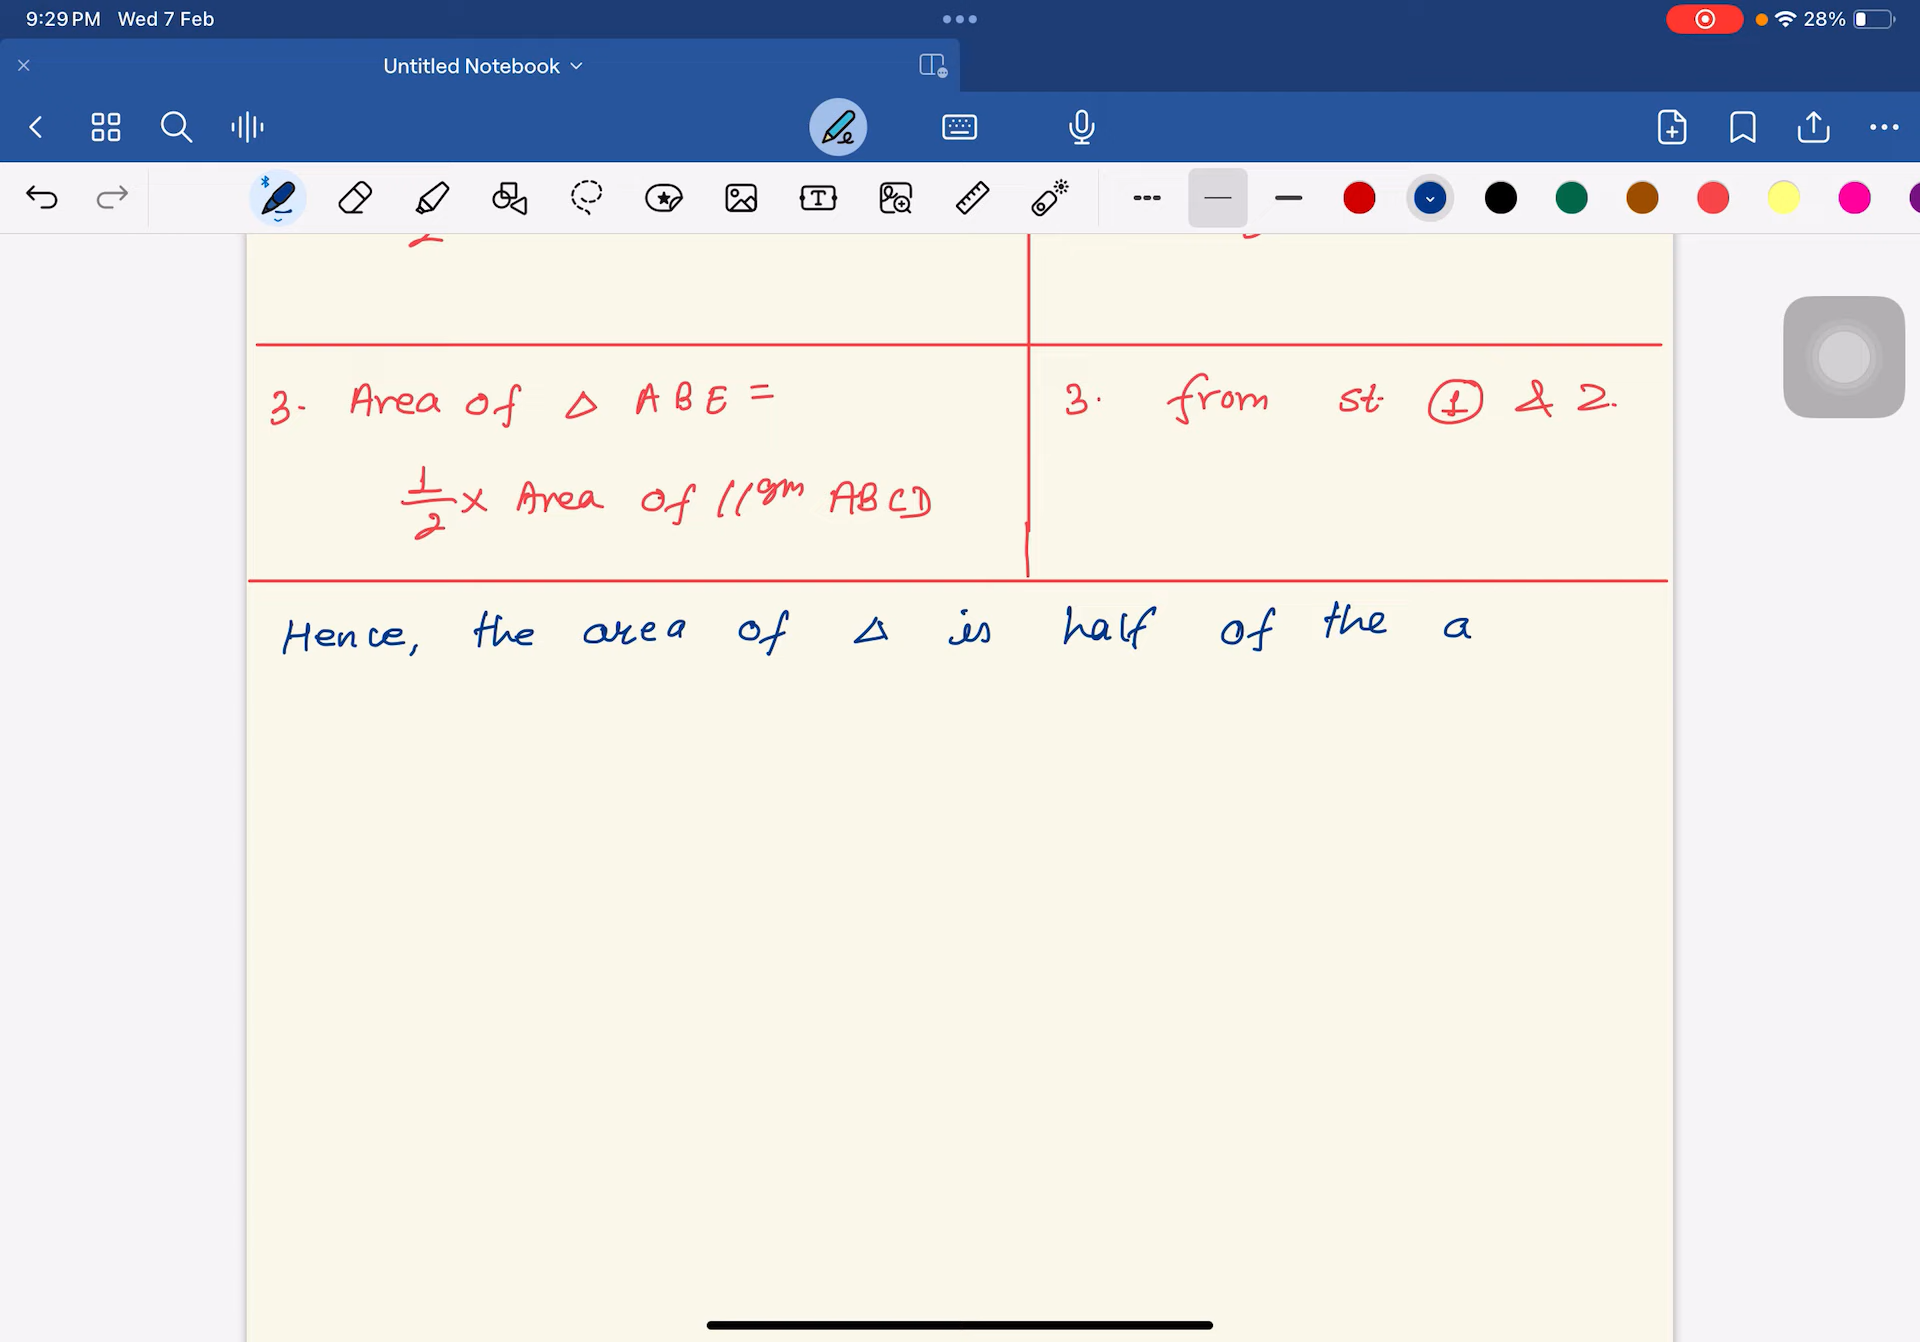 9:29 PM Wed 7 Feb
28%
Untitled Notebook
3. Area of △ ABE =
1/2 × Area of //gm ABCD
3. from st. ① & 2.
Hence, the area of △ is half of the a